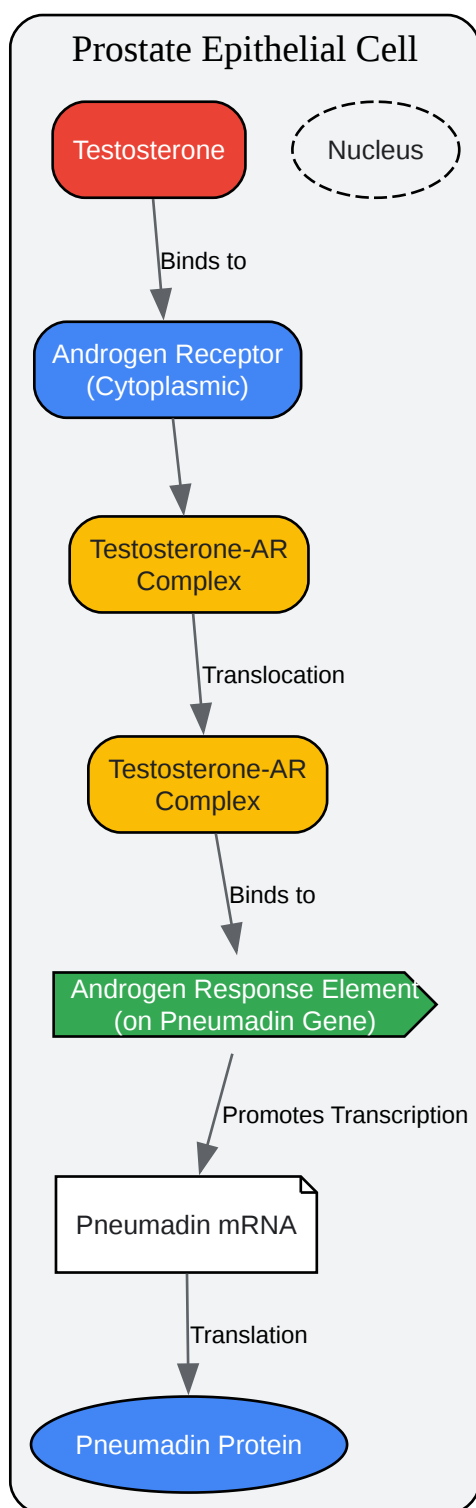 Prostate Epithelial Cell
Testosterone
Nucleus
Binds to
Androgen Receptor
(Cytoplasmic)
Testosterone-AR
Complex
Translocation
Testosterone-AR
Complex
Binds to
Androgen Response Element
(on Pneumadin Gene)
Promotes Transcription
Pneumadin mRNA
Translation
Pneumadin Protein